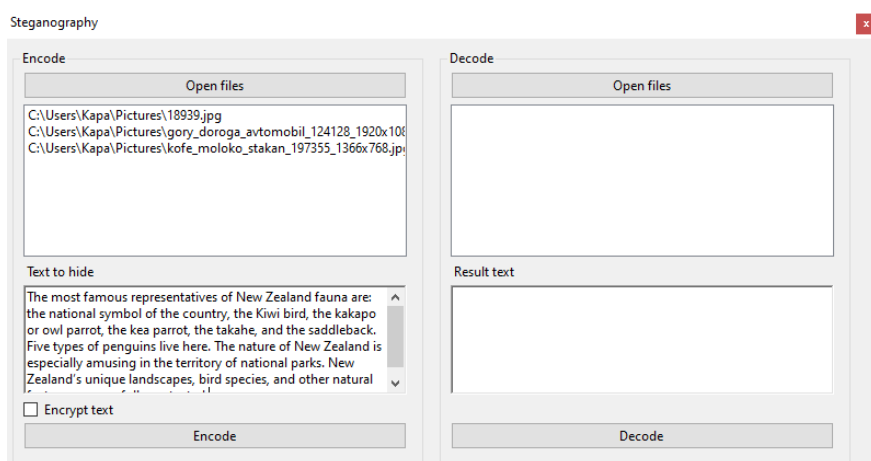 Steganography
x
Encode
Open files
C:\Users\Kapa\Pictures\18939.jpg
C:\Users\Kapa\Pictures\gory_doroga_avtomobil_124128_1920x108
C:\Users\Kapa\Pictures\kofe_moloko_stakan_197355_1366x768.jp
Text to hide
The most famous representatives of New Zealand fauna are:
the national symbol of the country, the Kiwi bird, the kakapo
or owl parrot, the kea parrot, the takahe, and the saddleback.
Five types of penguins live here. The nature of New Zealand is
especially amusing in the territory of national parks. New
Zealand's unique landscapes, bird species, and other natural
Encrypt text
Encode
Decode
Open files
Result text
Decode